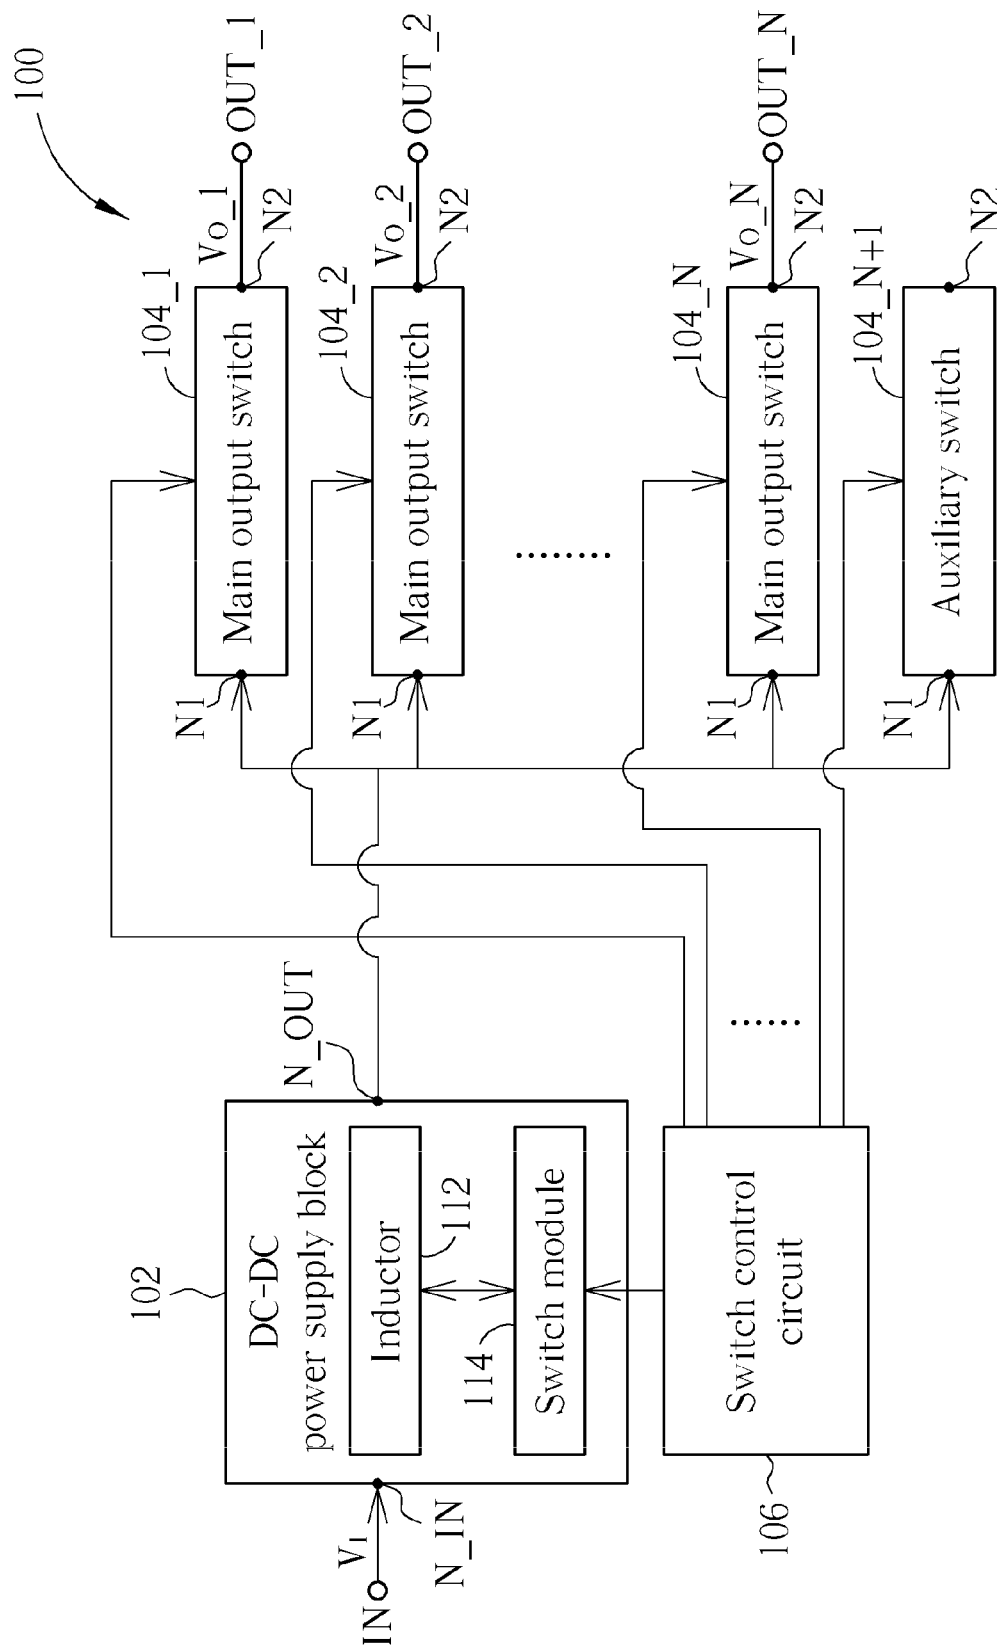 100
IN
V_I
N_IN
102
DC-DC
power supply block
Inductor
112
114
Switch module
N_OUT
106
Switch control
circuit
......
N1
104_1
Main output switch
Vo_1
N2
OUT_1
N1
104_2
Main output switch
Vo_2
N2
OUT_2
........
N1
104_N
Main output switch
Vo_N
N2
OUT_N
N1
104_N+1
Auxiliary switch
N2